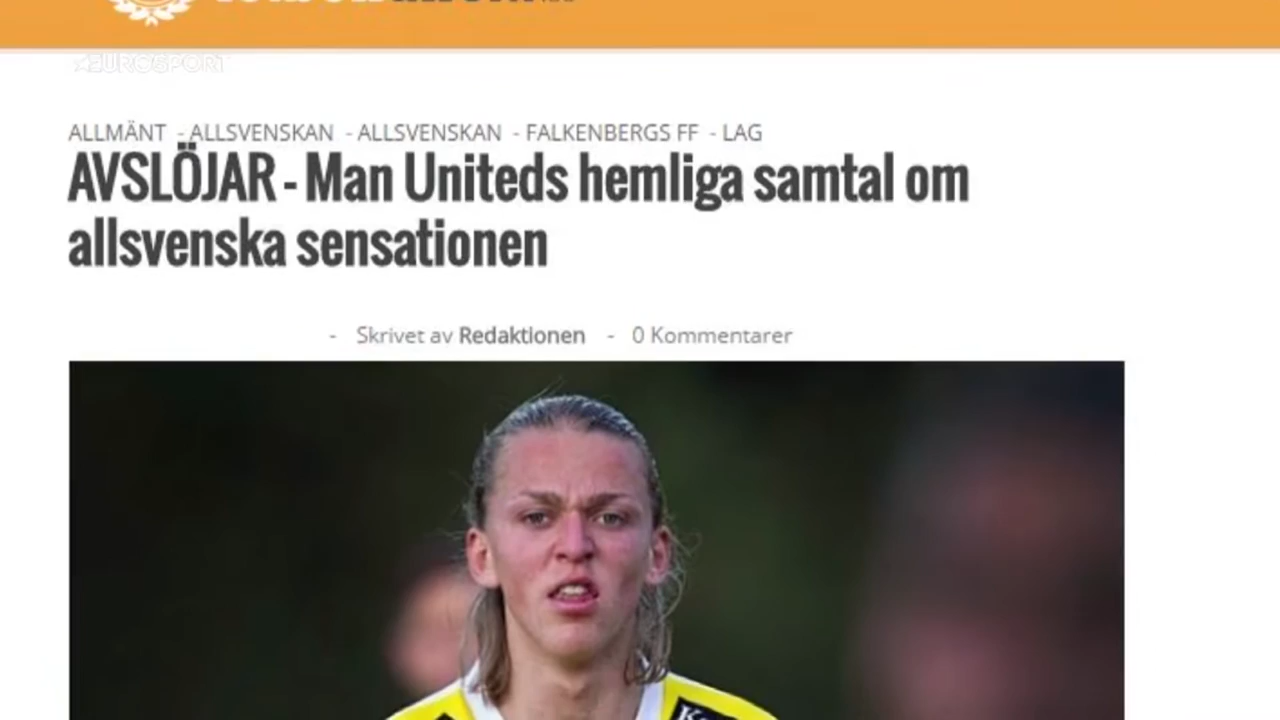 EUROSPORT
ALLMÄNT - ALLSVENSKAN - ALLSVENSKAN - FALKENBERGS FF - LAG
AVSLÖJAR - Man Uniteds hemliga samtal om
allsvenska sensationen
- Skrivet av Redaktionen - 0 Kommentarer